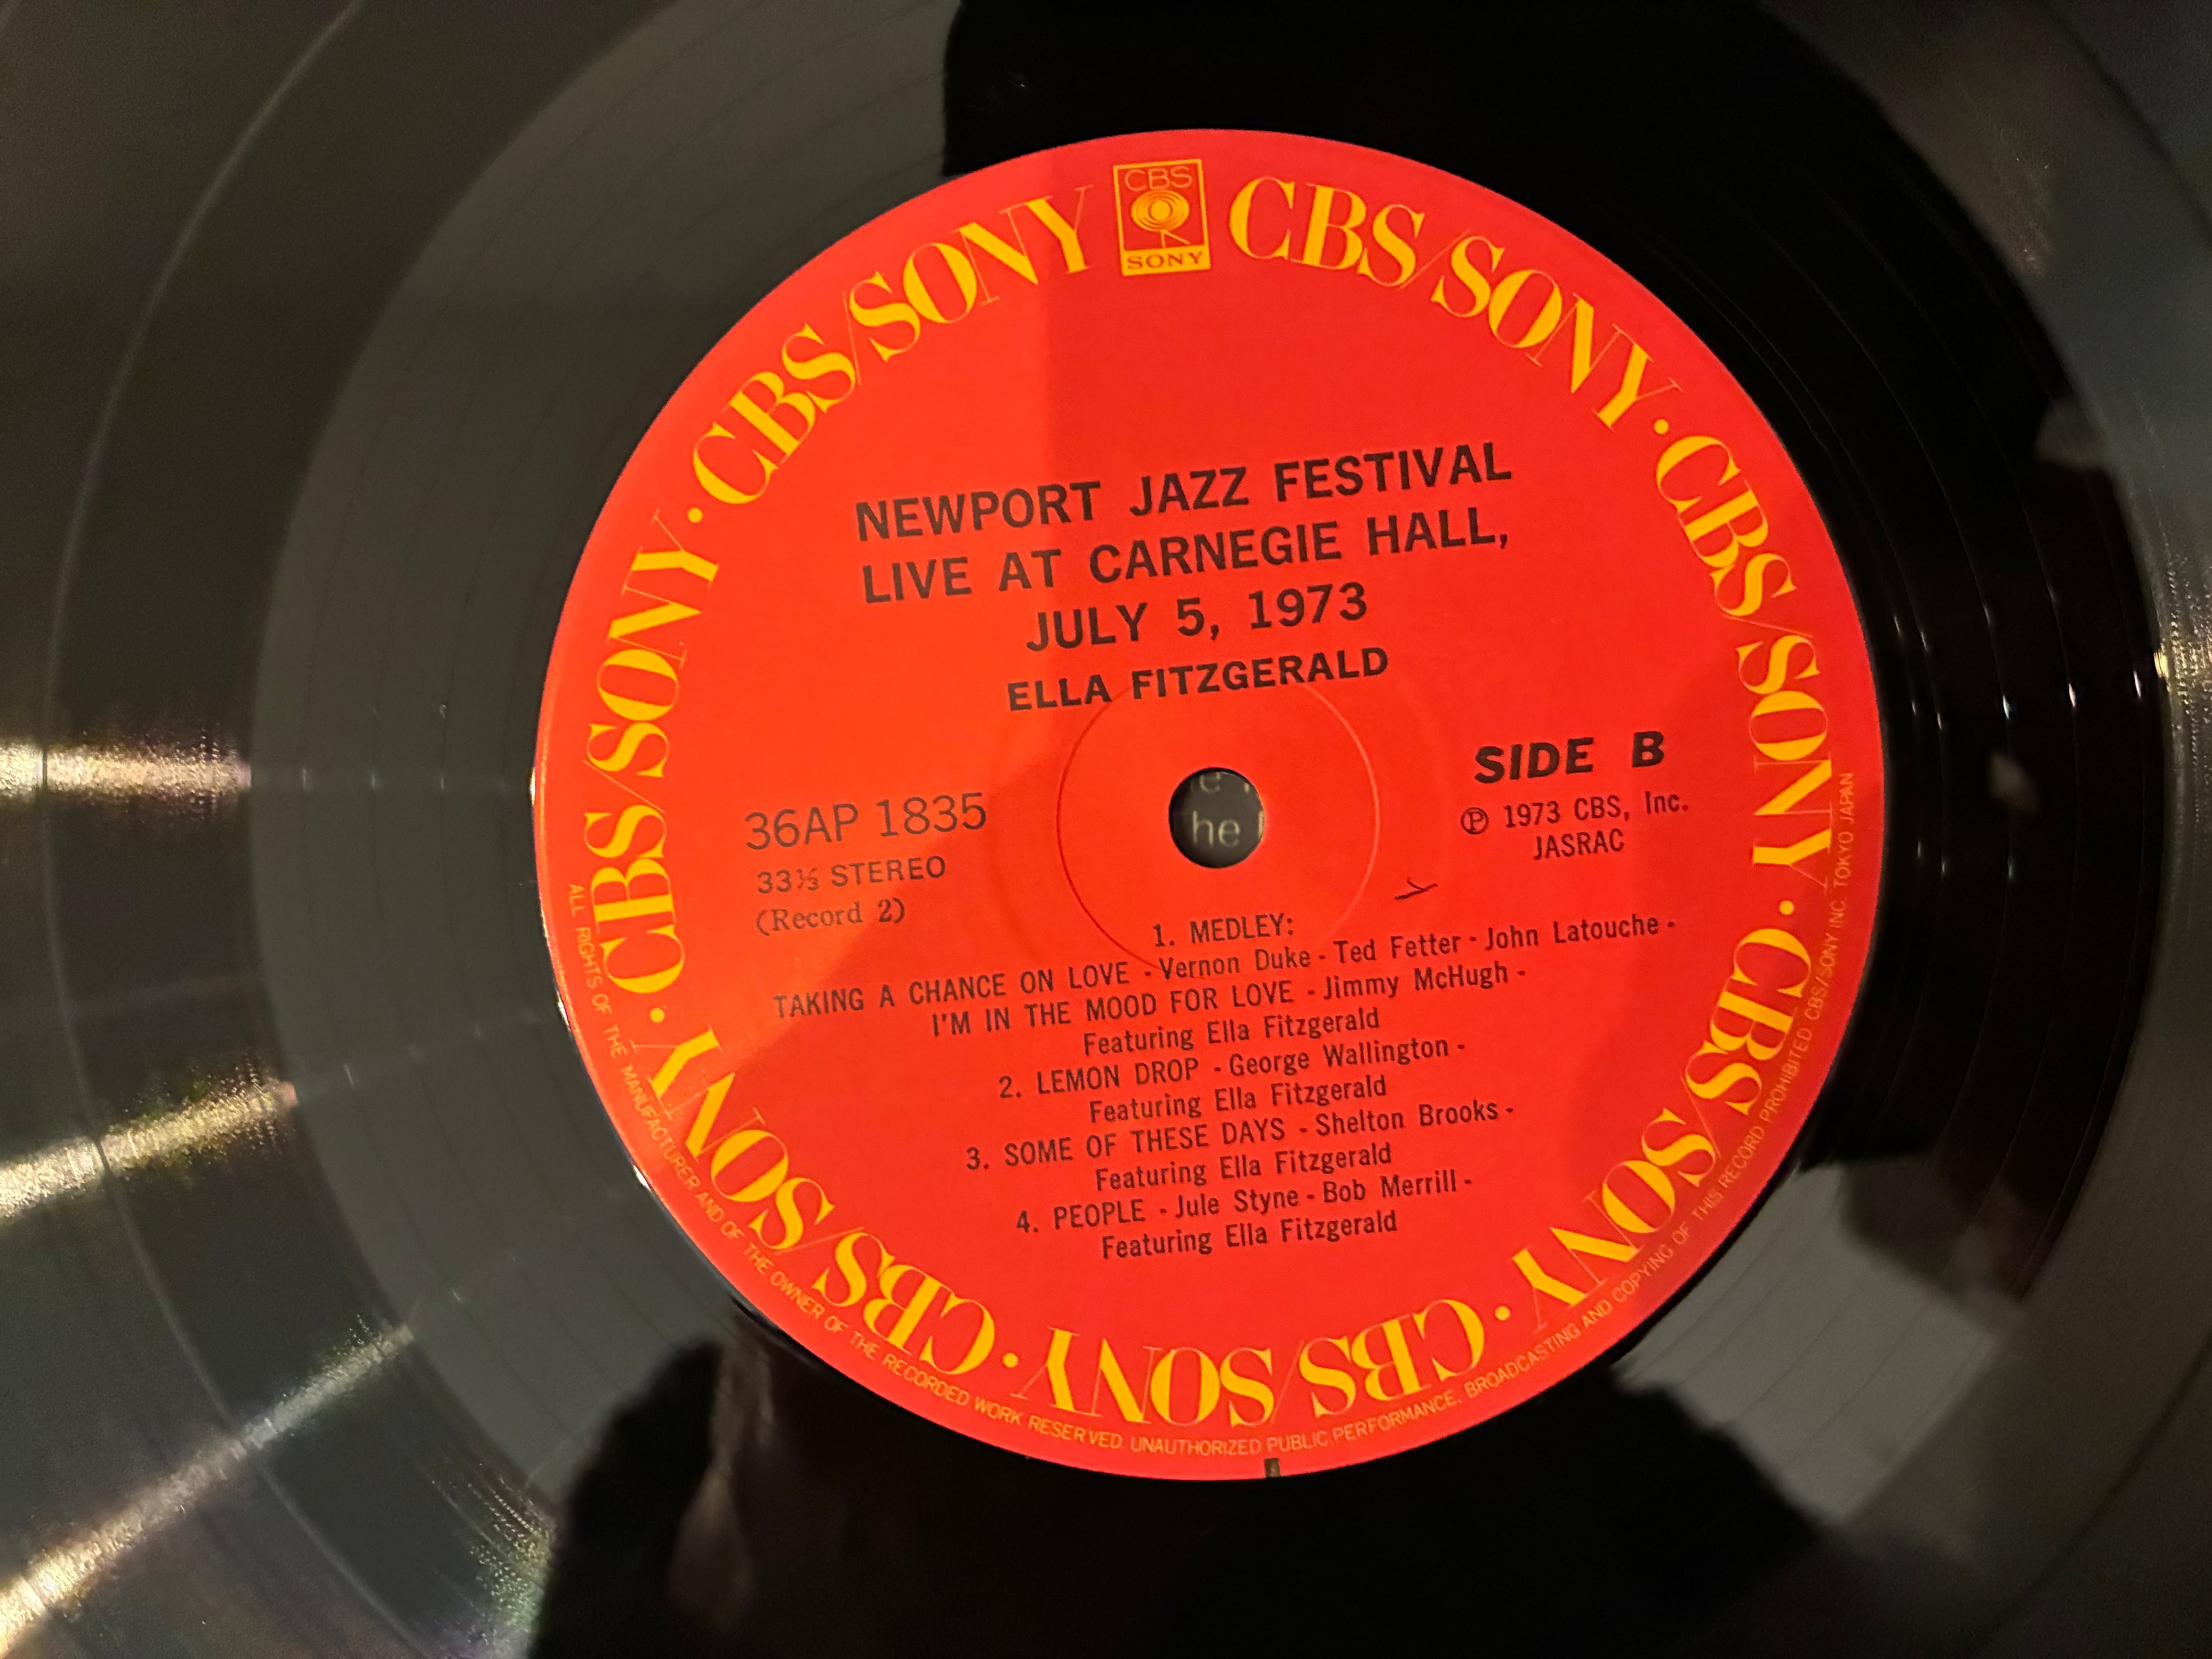 CBS
SONY
CBS/SONY · CBS/SONY · CBS/SONY · CBS/SONY · CBS/SONY · CBS/SONY · CBS/SONY · CBS/SONY
NEWPORT JAZZ FESTIVAL
LIVE AT CARNEGIE HALL,
JULY 5, 1973
ELLA FITZGERALD
36AP 1835
33⅓ STEREO
(Record 2)
SIDE B
Ⓟ 1973 CBS, Inc.
JASRAC
he
1. MEDLEY:
TAKING A CHANCE ON LOVE - Vernon Duke - Ted Fetter - John Latouche -
I'M IN THE MOOD FOR LOVE - Jimmy McHugh -
Featuring Ella Fitzgerald
2. LEMON DROP - George Wallington -
Featuring Ella Fitzgerald
3. SOME OF THESE DAYS - Shelton Brooks -
Featuring Ella Fitzgerald
4. PEOPLE - Jule Styne - Bob Merrill -
Featuring Ella Fitzgerald
ALL RIGHTS OF THE MANUFACTURER AND OF THE OWNER OF THE RECORDED WORK RESERVED. UNAUTHORIZED PUBLIC PERFORMANCE, BROADCASTING AND COPYING OF THIS RECORD PROHIBITED CBS/SONY INC. TOKYO JAPAN